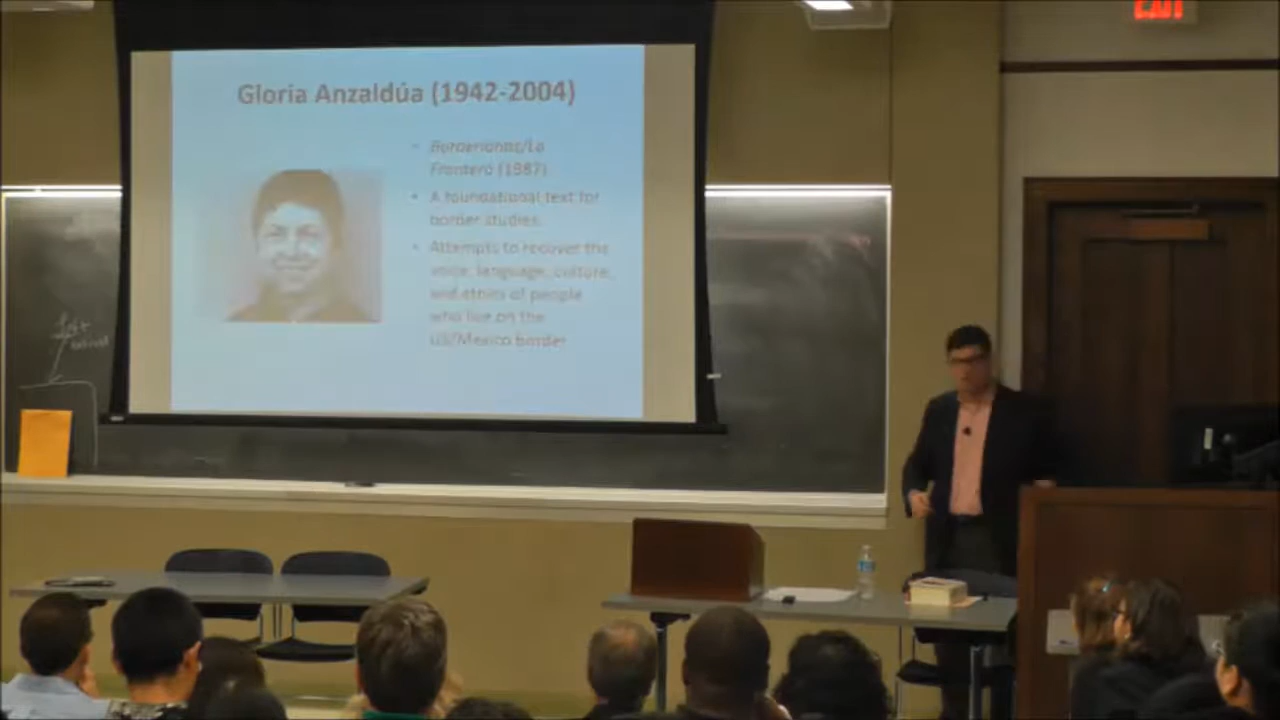 EXIT
Gloria Anzaldúa (1942-2004)
• Borderlands/La
Frontera (1987)
• A foundational text for
border studies
• Attempts to recover the
voice, language, culture,
and ethics of people
who live on the
US/Mexico border